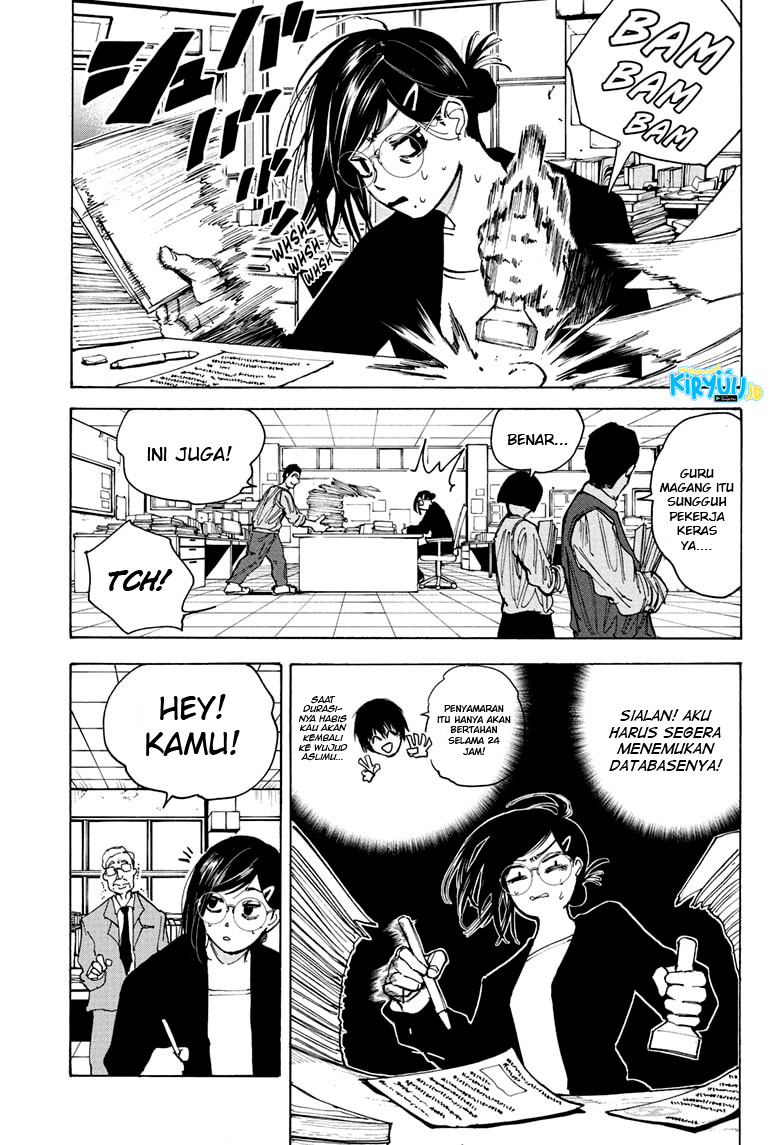 BAM
BAM
BAM
シュバババ
WHSH
WHSH
WHSH
KIRYUU.ID
GURU
MAGANG ITU
SUNGGUH
PEKERJA
KERAS
YA....
BENAR...
INI JUGA!
TCH!
SIALAN! AKU
HARUS SEGERA
MENEMUKAN
DATABASENYA!
PENYAMARAN
ITU HANYA AKAN
BERTAHAN
SELAMA 24
JAM!
SAAT
DURASI-
NYA HABIS
KAU AKAN
KEMBALI
KE WUJUD
ASLIMU...
HEY!
KAMU!